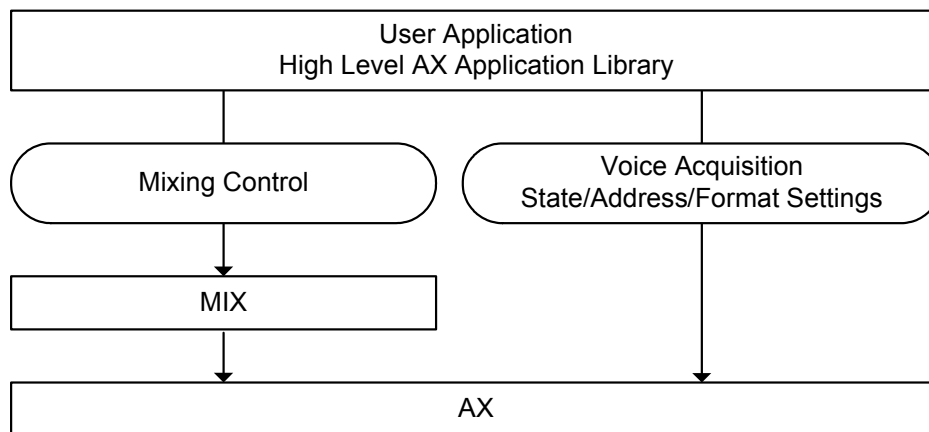 User Application
High Level AX Application Library
Mixing Control
Voice Acquisition
State/Address/Format Settings
MIX
AX